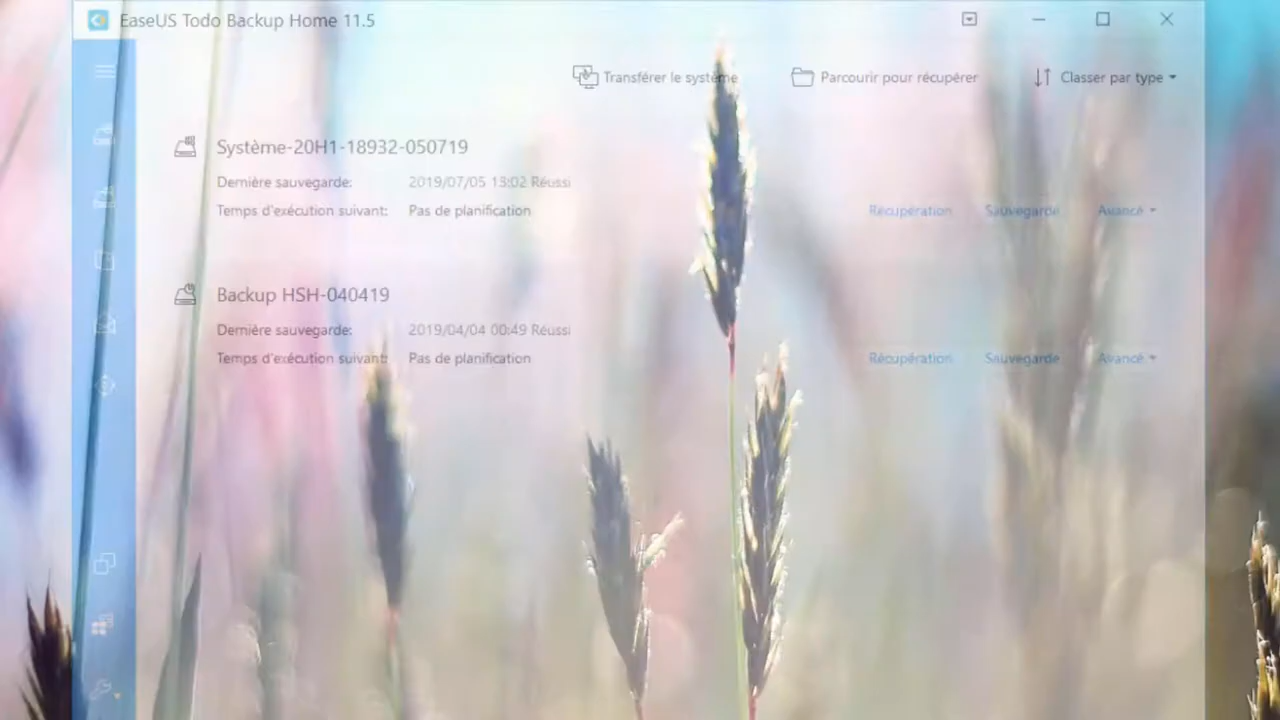 EaseUS Todo Backup Home 11.5
Transférer le système
Parcourir pour récupérer
Classer par type
Système-20H1-18932-050719
Dernière sauvegarde: 2019/07/05 13:02 Réussi
Temps d'exécution suivant: Pas de planification
Récupération Sauvegarde Avancé
Backup HSH-040419
Dernière sauvegarde: 2019/04/04 00:49 Réussi
Temps d'exécution suivant: Pas de planification
Récupération Sauvegarde Avancé